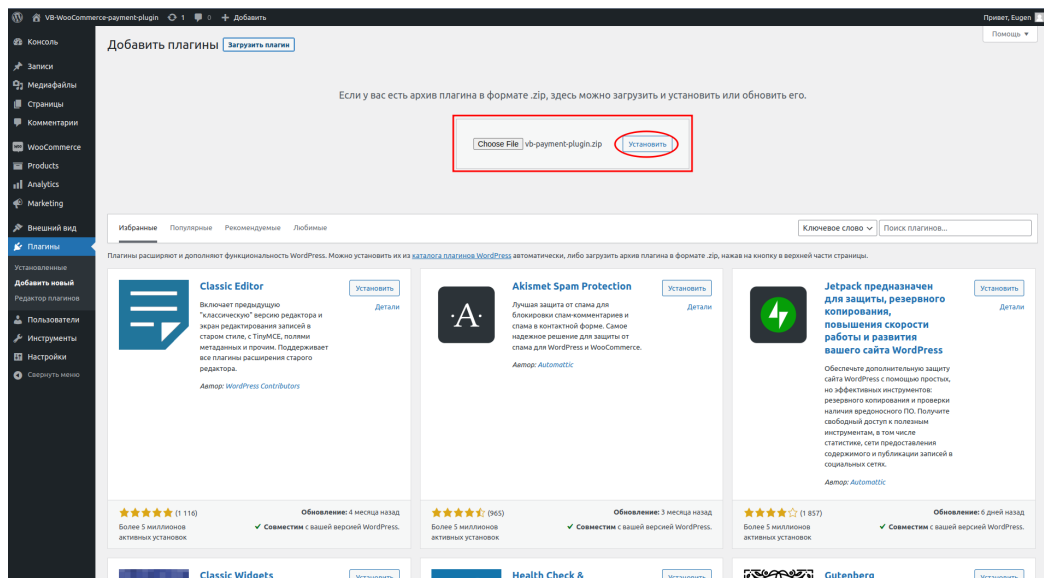 VB-WooCommerce-payment-plugin 1 0 + Добавить Привет, Eugen
Консоль
Записи
Медиафайлы
Страницы
Комментарии
WooCommerce
Products
Analytics
Marketing
Внешний вид
Плагины
Установленные
Добавить новый
Редактор плагинов
Пользователи
Инструменты
Настройки
Свернуть меню
Помощь
Добавить плагины Загрузить плагин
Если у вас есть архив плагина в формате .zip, здесь можно загрузить и установить или обновить его.
Choose File vb-payment-plugin.zip Установить
Избранные Популярные Рекомендуемые Любимые Ключевое слово Поиск плагинов...
Плагины расширяют и дополняют функциональность WordPress. Можно установить их из каталога плагинов WordPress автоматически, либо загрузить архив плагина в формате .zip, нажав на кнопку в верхней части страницы.
Classic Editor
Установить
Детали
Включает предыдущую
"классическую" версию редактора и
экран редактирования записей в
старом стиле, с TinyMCE, полями
метаданных и прочим. Поддерживает
все плагины расширения старого
редактора.
Автор: WordPress Contributors
(1 116)
Более 5 миллионов
активных установок
Обновление: 4 месяца назад
Совместим с вашей версией WordPress.
·A·
Akismet Spam Protection
Установить
Детали
Лучшая защита от спама для
блокировки спам-комментариев и
спама в контактной форме. Самое
надежное решение для защиты от
спама для WordPress и WooCommerce.
Автор: Automattic
(965)
Более 5 миллионов
активных установок
Обновление: 3 месяца назад
Совместим с вашей версией WordPress.
Jetpack предназначен
для защиты, резервного
копирования,
повышения скорости
работы и развития
вашего сайта WordPress
Установить
Детали
Обеспечьте дополнительную защиту
сайта WordPress с помощью простых,
но эффективных инструментов:
резервного копирования и проверки
наличия вредоносного ПО. Получите
свободный доступ к полезным
инструментам, в том числе
статистике, сети предоставления
содержимого и публикации записей в
социальных сетях.
Автор: Automattic
(1 857)
Более 5 миллионов
активных установок
Обновление: 6 дней назад
Совместим с вашей версией WordPress.
Classic Widgets Установить
Health Check & Установить
Gutenberg Установить